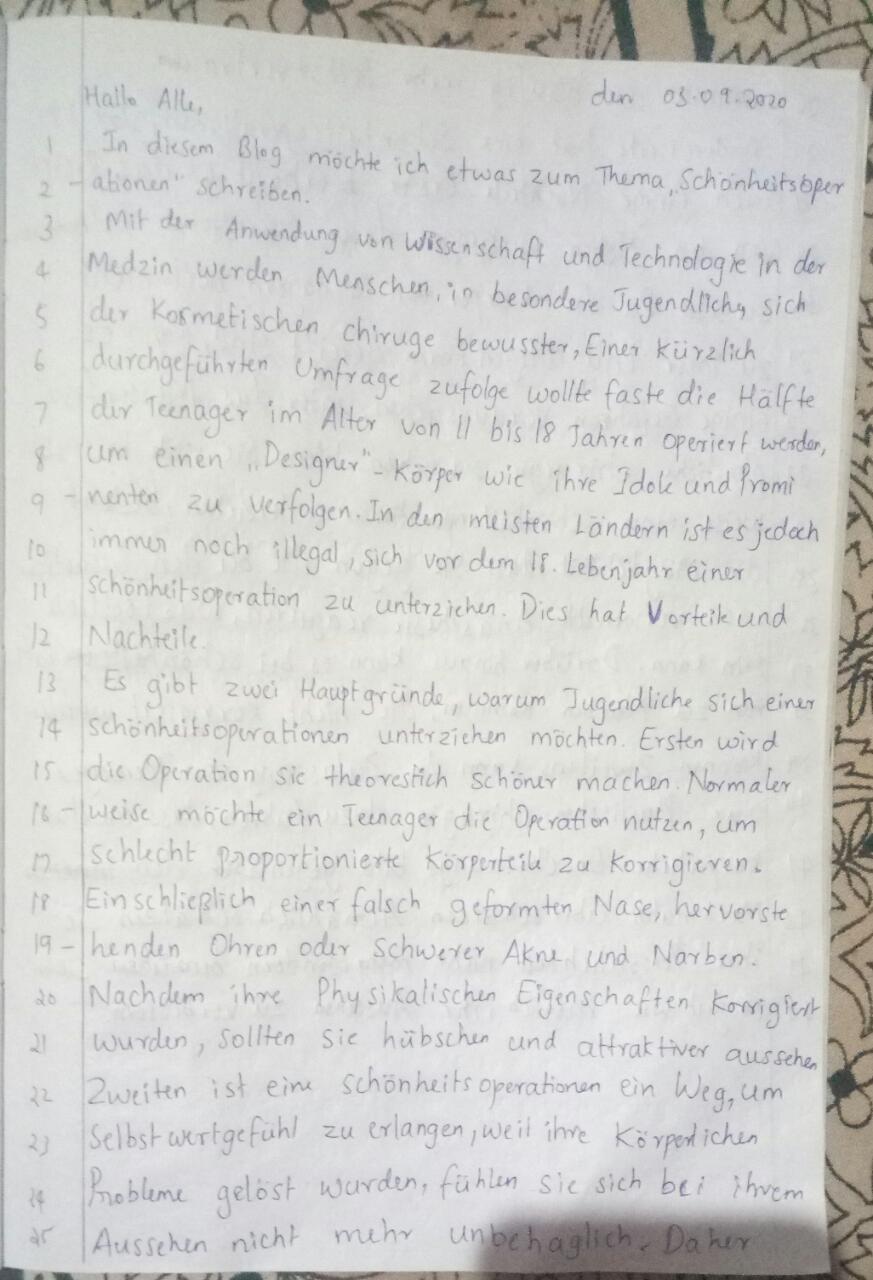 Hallo Alle, den 03.09.2020
1 In diesem Blog möchte ich etwas zum Thema „Schönheitsoper
2 - ationen" schreiben.
3 Mit der Anwendung von Wissenschaft und Technologie in der
4 Medzin werden Menschen, in besondere Jugendlich, sich
5 der Kosmetischen chiruge bewusster, Einer kürzlich
6 durchgeführten Umfrage zufolge wollte faste die Hälfte
7 der Teenager im Alter von 11 bis 18 Jahren operiert werden,
8 um einen „Designer"-Körper wie ihre Idole und Promi
9 - nenten zu verfolgen. In den meisten Ländern ist es jedoch
10 immer noch illegal, sich vor dem 18. Lebenjahr einer
11 schönheitsoperation zu unterziehen. Dies hat Vorteile und
12 Nachteile.
13 Es gibt zwei Hauptgründe, warum Jugendliche sich einer
14 schönheitsoperationen unterziehen möchten. Ersten wird
15 die Operation sie theorestich schöner machen. Normaler
16 - weise möchte ein Teenager die Operation nutzen, um
17 schlecht proportionierte Körperteile zu korrigieren.
18 Einschließlich einer falsch geformten Nase, hervorste
19 - henden Ohren oder schwerer Akne und Narben.
20 Nachdem ihre Physikalischen Eigenschaften korrigiert
21 wurden, sollten sie hübschen und attraktiver aussehen
22 Zweiten ist eine schönheitsoperationen ein Weg, um
23 Selbstwertgefühl zu erlangen, weil ihre Körperlichen
24 Probleme gelöst wurden, fühlen sie sich bei ihrem
25 Aussehen nicht mehr unbehaglich. Daher